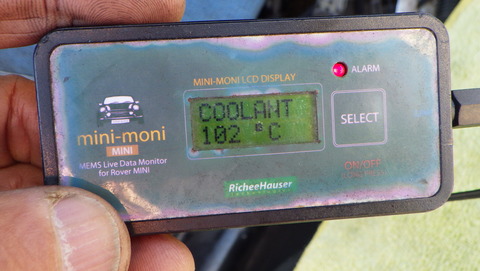 MINI-MONI LCD DISPLAY
ALARM
COOLANT
102 °C
SELECT
mini-moni
MINI
MEMS Live Data Monitor
for Rover MINI
ON/OFF
RicheeHauser